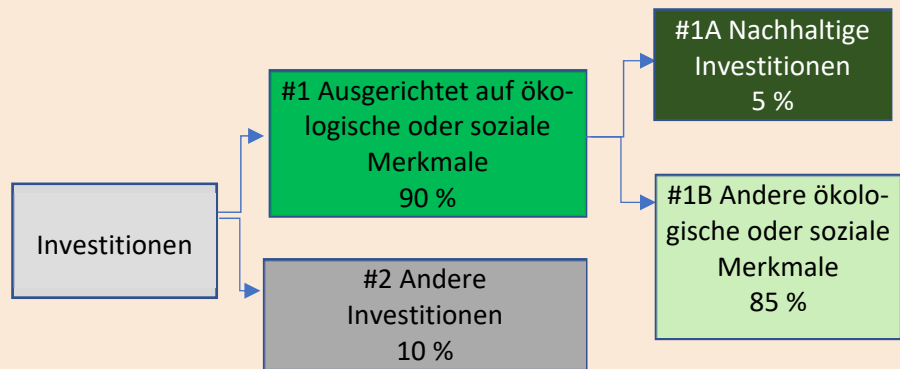 Investitionen
#1 Ausgerichtet auf öko-
logische oder soziale
Merkmale
90 %
#2 Andere
Investitionen
10 %
#1A Nachhaltige
Investitionen
5 %
#1B Andere ökolo-
gische oder soziale
Merkmale
85 %